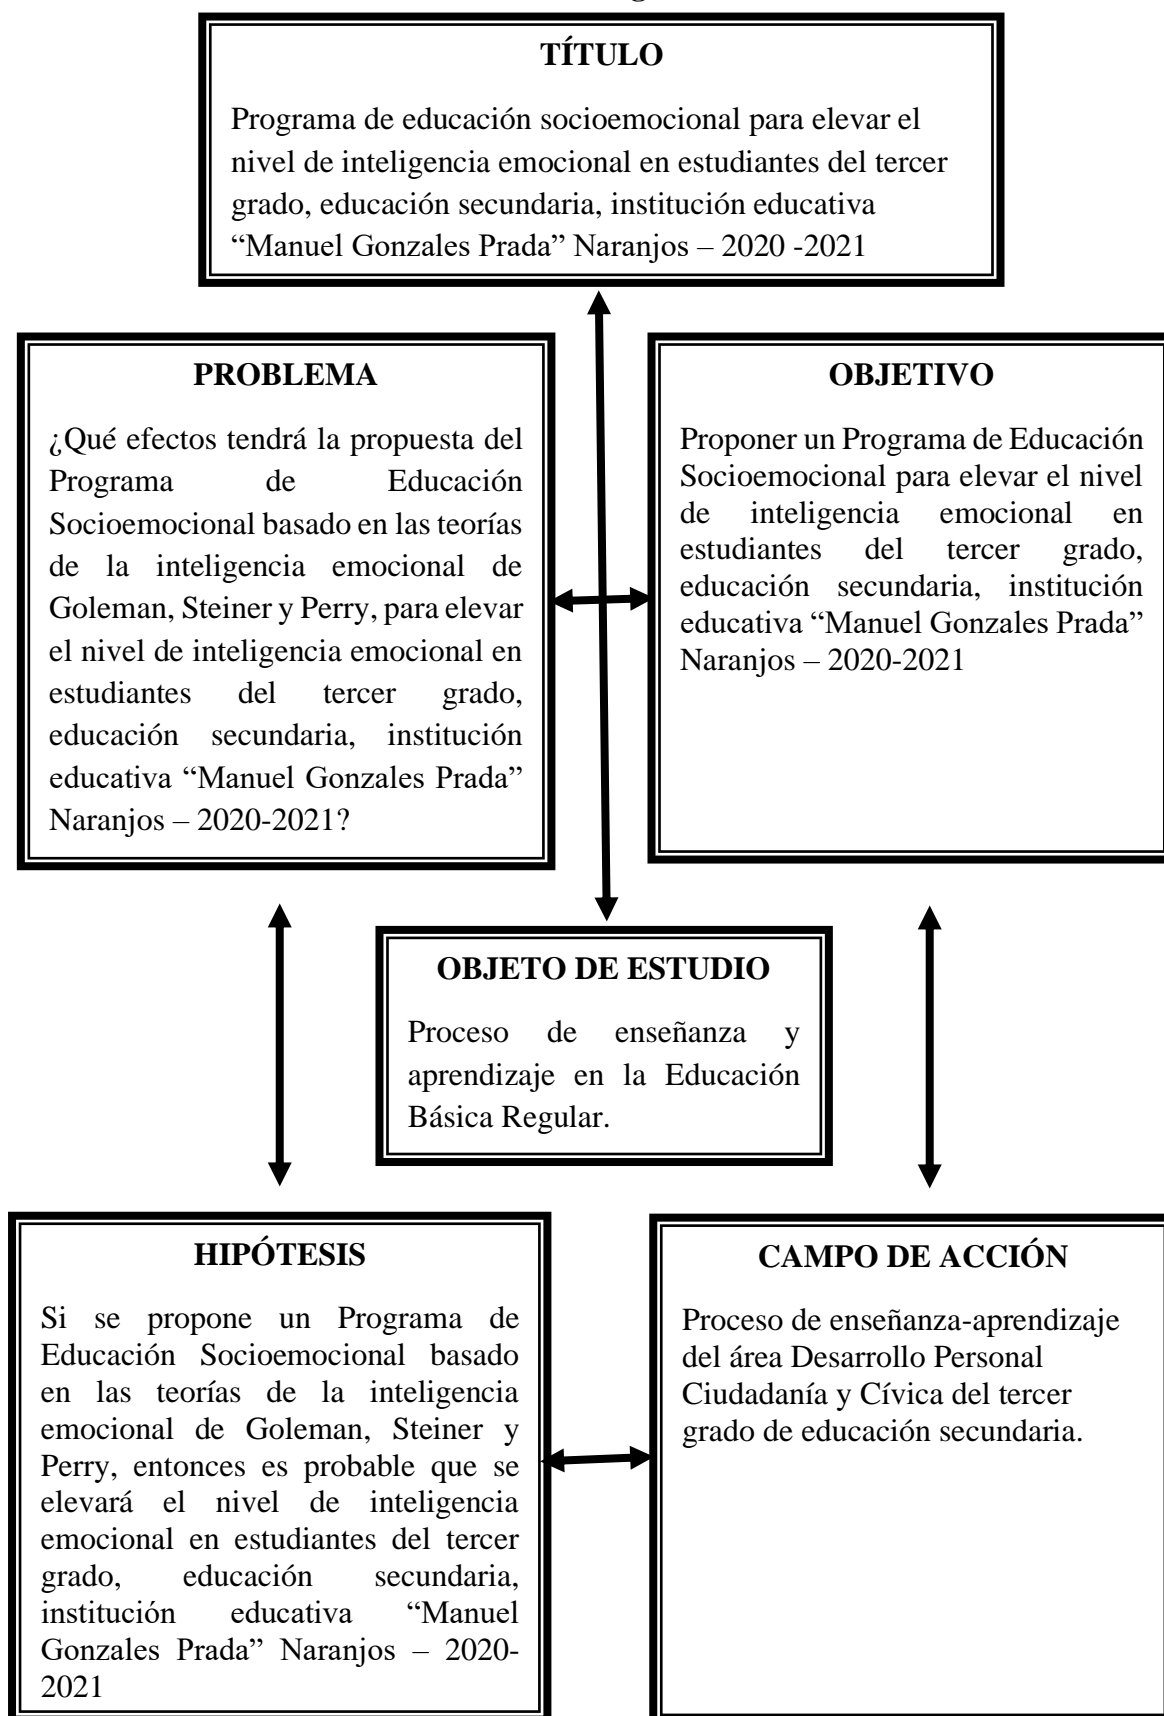 TÍTULO
Programa de educación socioemocional para elevar el
nivel de inteligencia emocional en estudiantes del tercer
grado, educación secundaria, institución educativa
“Manuel Gonzales Prada” Naranjos – 2020 -2021
PROBLEMA
¿Qué efectos tendrá la propuesta del
Programa de Educación
Socioemocional basado en las teorías
de la inteligencia emocional de
Goleman, Steiner y Perry, para elevar
el nivel de inteligencia emocional en
estudiantes del tercer grado,
educación secundaria, institución
educativa “Manuel Gonzales Prada”
Naranjos – 2020-2021?
OBJETIVO
Proponer un Programa de Educación
Socioemocional para elevar el nivel
de inteligencia emocional en
estudiantes del tercer grado,
educación secundaria, institución
educativa “Manuel Gonzales Prada”
Naranjos – 2020-2021
OBJETO DE ESTUDIO
Proceso de enseñanza y
aprendizaje en la Educación
Básica Regular.
HIPÓTESIS
Si se propone un Programa de
Educación Socioemocional basado
en las teorías de la inteligencia
emocional de Goleman, Steiner y
Perry, entonces es probable que se
elevará el nivel de inteligencia
emocional en estudiantes del tercer
grado, educación secundaria,
institución educativa “Manuel
Gonzales Prada” Naranjos – 2020-
2021
CAMPO DE ACCIÓN
Proceso de enseñanza-aprendizaje
del área Desarrollo Personal
Ciudadanía y Cívica del tercer
grado de educación secundaria.